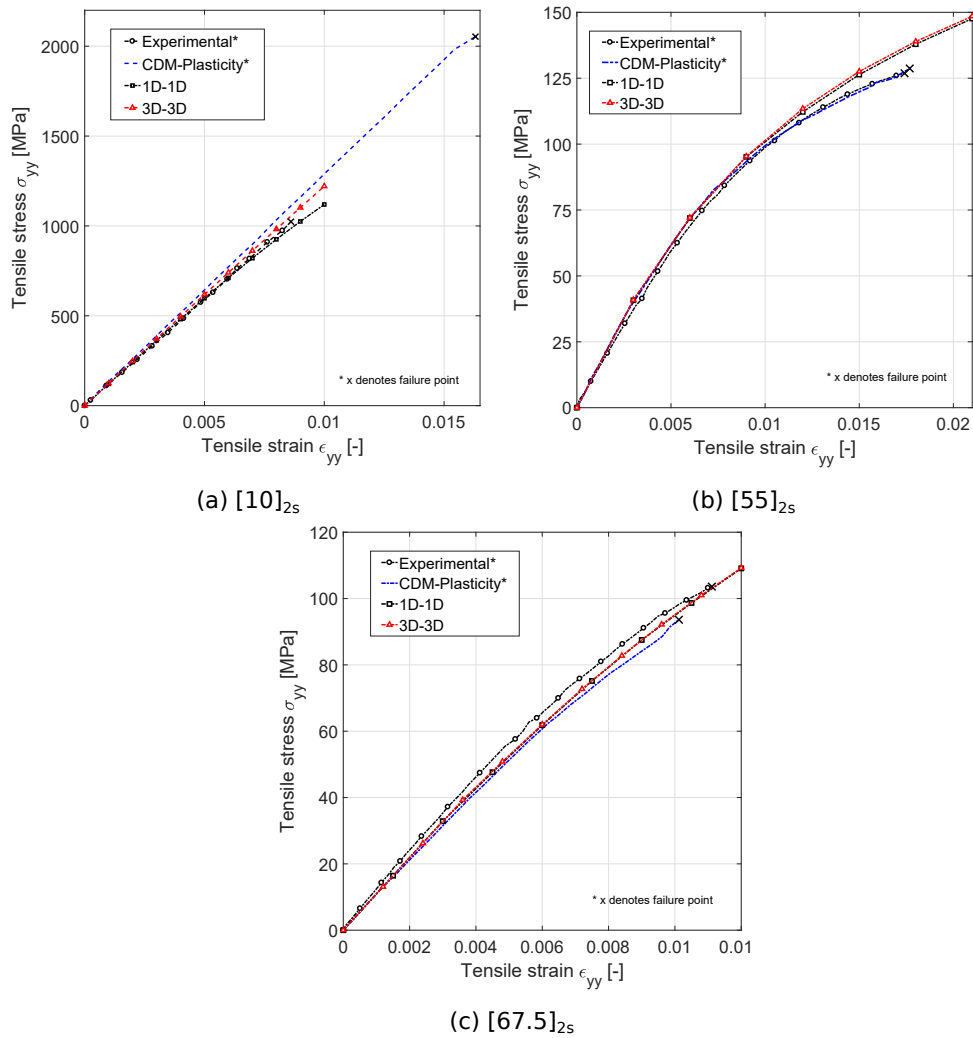 2000
1500
1000
500
0
Tensile stress σyy [MPa]
Experimental*
CDM-Plasticity*
1D-1D
3D-3D
* x denotes failure point
0 0.005 0.01 0.015
Tensile strain ϵyy [-]
(a) [10]2s
150
125
100
75
50
25
0
Tensile stress σyy [MPa]
Experimental*
CDM-Plasticity*
1D-1D
3D-3D
* x denotes failure point
0 0.005 0.01 0.015 0.02
Tensile strain ϵyy [-]
(b) [55]2s
120
100
80
60
40
20
0
Tensile stress σyy [MPa]
Experimental*
CDM-Plasticity*
1D-1D
3D-3D
* x denotes failure point
0 0.002 0.004 0.006 0.008 0.01 0.01
Tensile strain ϵyy [-]
(c) [67.5]2s